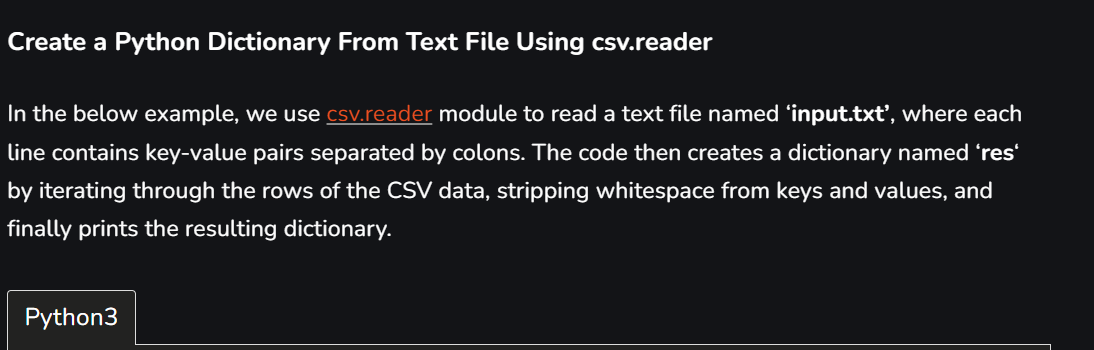 Create a Python Dictionary From Text File Using csv.reader
In the below example, we use csv.reader module to read a text file named ‘input.txt’, where each
line contains key-value pairs separated by colons. The code then creates a dictionary named ‘res‘
by iterating through the rows of the CSV data, stripping whitespace from keys and values, and
finally prints the resulting dictionary.
Python3